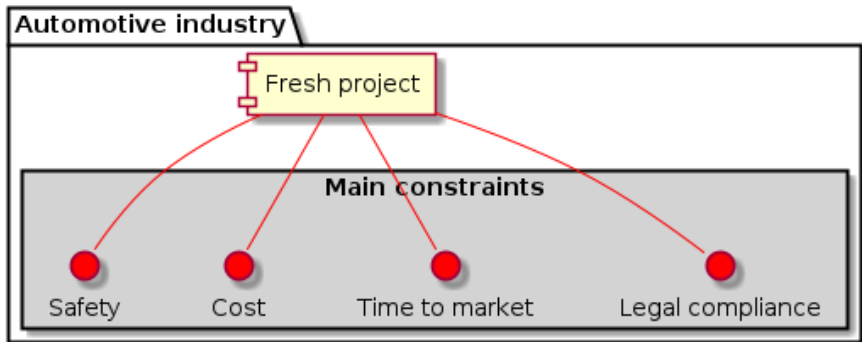 Automotive industry
Fresh project
Main constraints
Safety
Cost
Time to market
Legal compliance